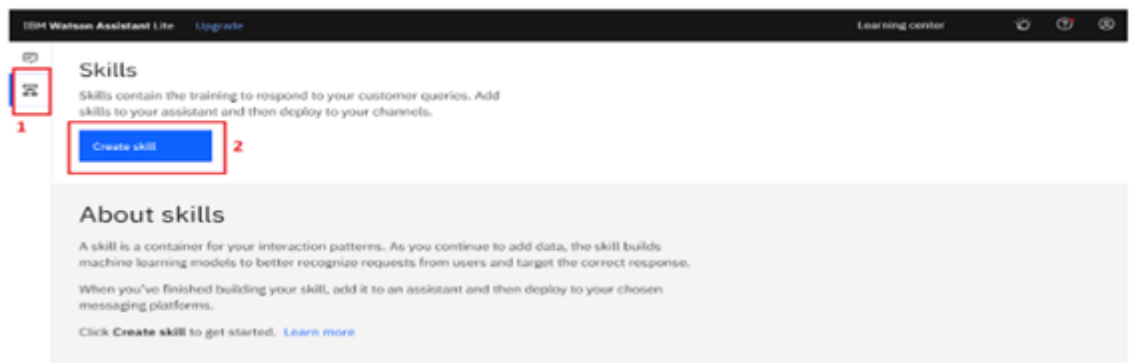 IBM Watson Assistant Lite Upgrade Learning center
Skills
Skills contain the training to respond to your customer queries. Add
skills to your assistant and then deploy to your channels.
1
Create skill 2
About skills
A skill is a container for your interaction patterns. As you continue to add data, the skill builds
machine learning models to better recognize requests from users and target the correct response.
When you've finished building your skill, add it to an assistant and then deploy to your chosen
messaging platforms.
Click Create skill to get started. Learn more